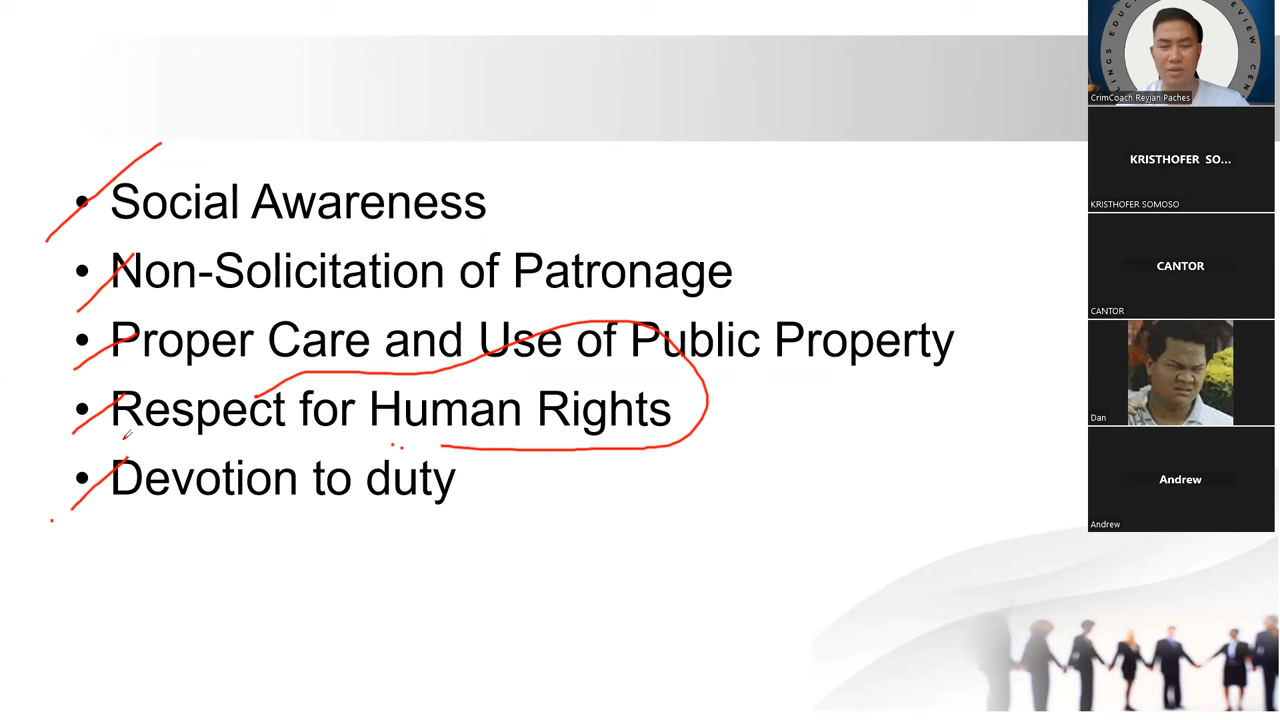 • Social Awareness
• Non-Solicitation of Patronage
• Proper Care and Use of Public Property
• Respect for Human Rights
• Devotion to duty
CrimCoach Reyjan Paches
KRISTHOFER SO...
KRISTHOFER SOMOSO
CANTOR
CANTOR
Dan
Andrew
Andrew